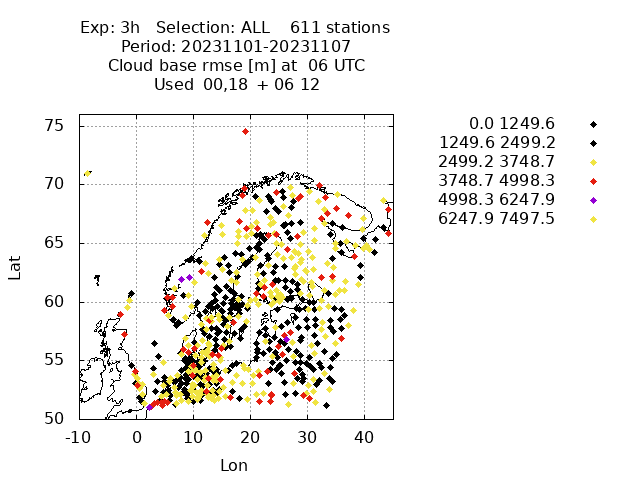 Exp: 3h Selection: ALL 611 stations
Period: 20231101-20231107
Cloud base rmse [m] at 06 UTC
Used 00,18 + 06 12
0.0 1249.6
1249.6 2499.2
2499.2 3748.7
3748.7 4998.3
4998.3 6247.9
6247.9 7497.5
75
70
65
60
55
50
Lat
-10 0 10 20 30 40
Lon